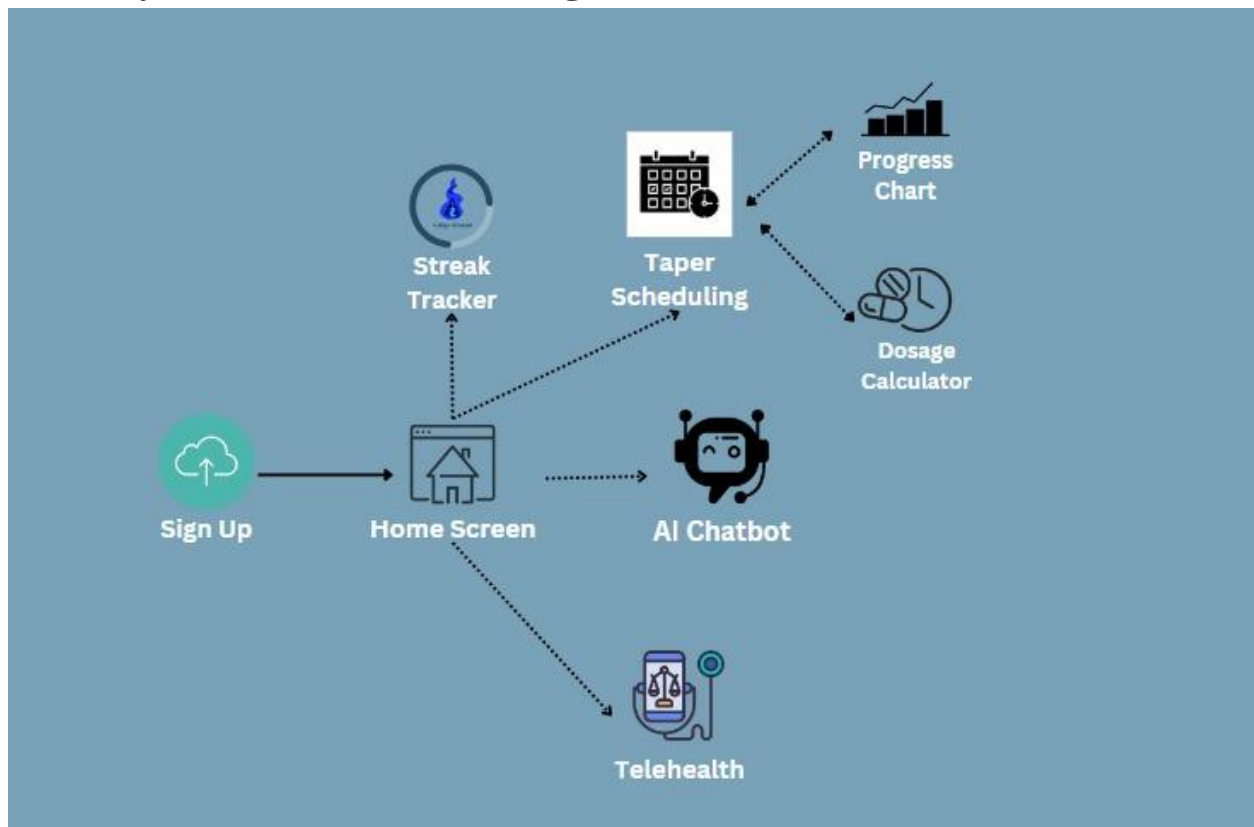 Progress
Chart
Streak
Tracker
Taper
Scheduling
Dosage
Calculator
Sign Up
Home Screen
AI Chatbot
Telehealth